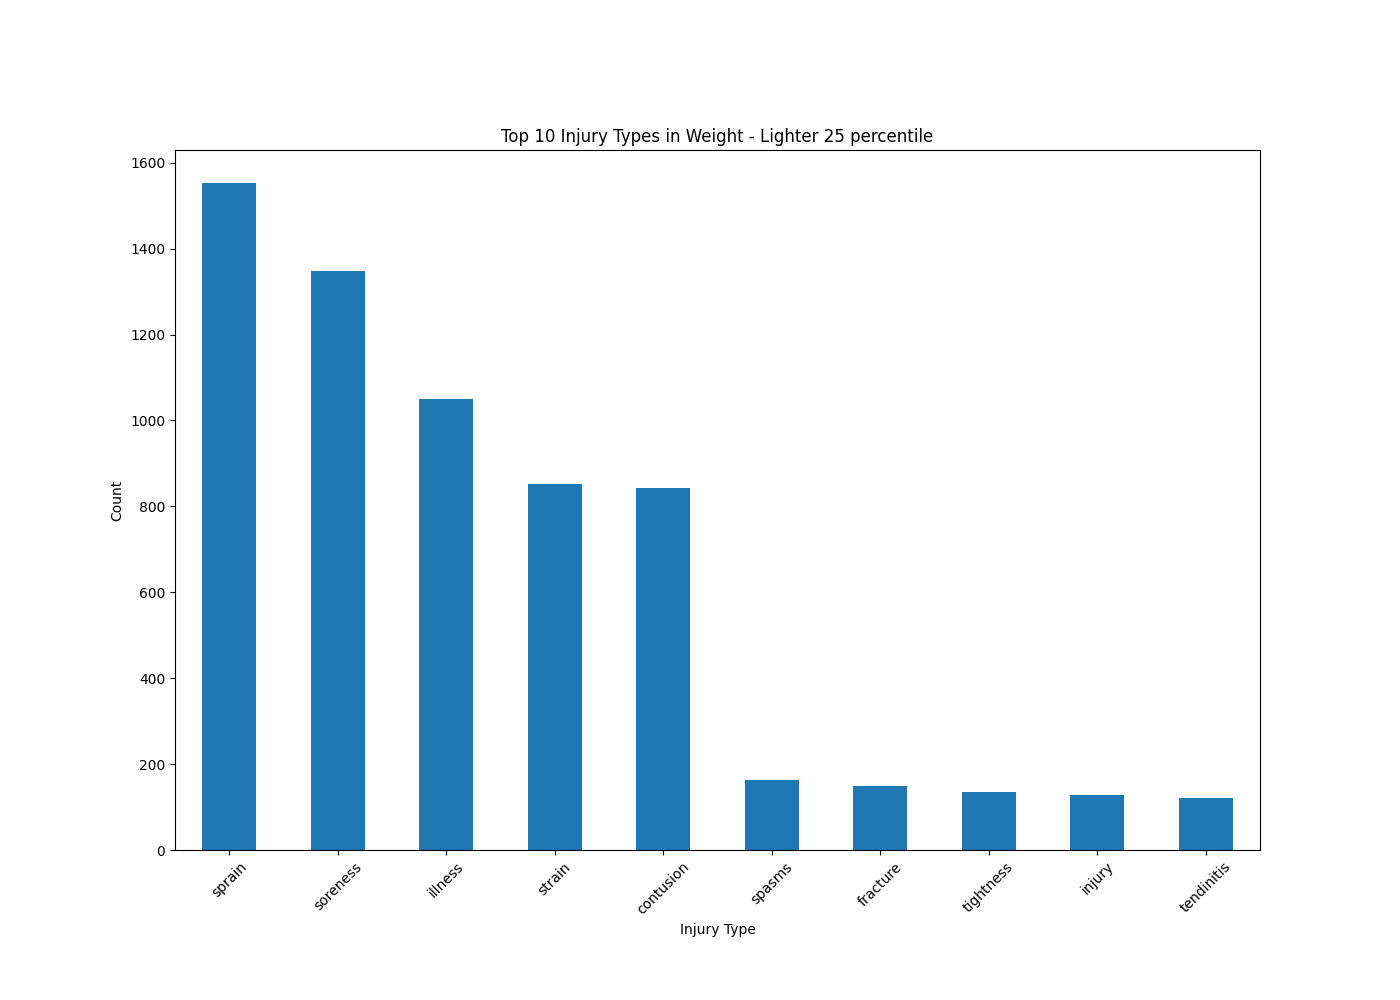 Top 10 Injury Types in Weight - Lighter 25 percentile
1600
1400
1200
1000
800
600
400
200
0
Count
sprain
soreness
illness
strain
contusion
spasms
fracture
tightness
injury
tendinitis
Injury Type